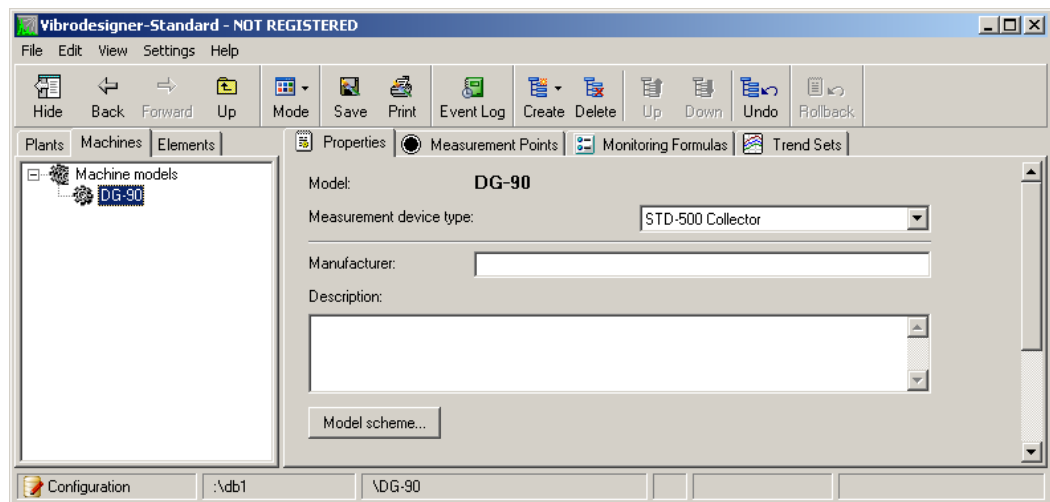 Vibrodesigner-Standard - NOT REGISTERED
File Edit View Settings Help
Hide Back Forward Up Mode Save Print Event Log Create Delete Up Down Undo Rollback
Plants Machines Elements Properties Measurement Points Monitoring Formulas Trend Sets
Machine models
DG-90
Model: DG-90
Measurement device type: STD-500 Collector
Manufacturer:
Description:
Model scheme...
Configuration :\db1 \DG-90